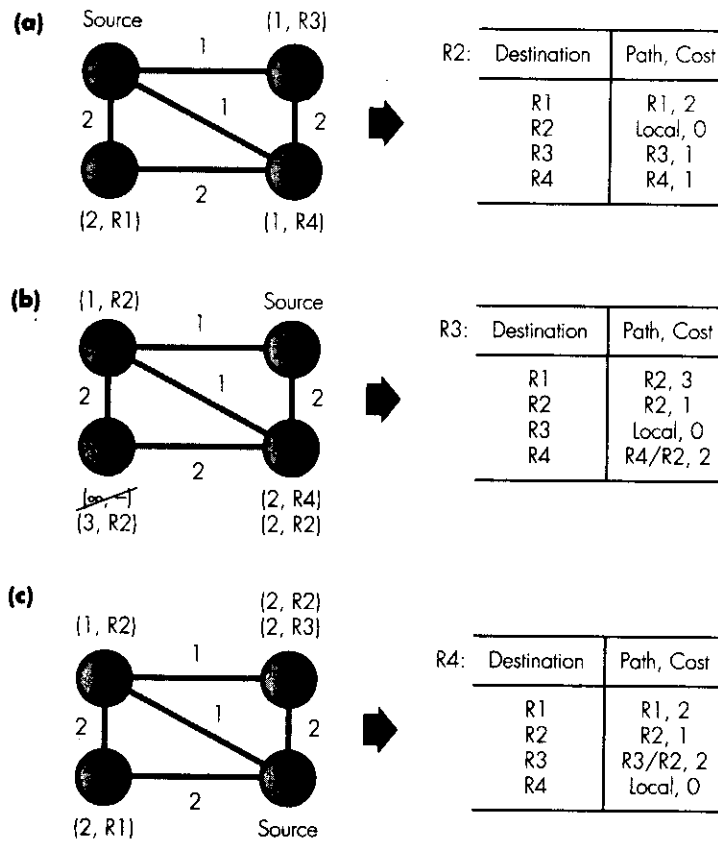 (a)
Source (1, R3)
1
2 1 2
2
(2, R1) (1, R4)
R2: Destination Path, Cost
R1 R1, 2
R2 Local, 0
R3 R3, 1
R4 R4, 1
(b)
(1, R2) Source
1
2 1 2
2
(∞, –) (2, R4)
(3, R2) (2, R2)
R3: Destination Path, Cost
R1 R2, 3
R2 R2, 1
R3 Local, 0
R4 R4/R2, 2
(c)
(2, R2)
(1, R2) (2, R3)
1
2 1 2
2
(2, R1) Source
R4: Destination Path, Cost
R1 R1, 2
R2 R2, 1
R3 R3/R2, 2
R4 Local, 0